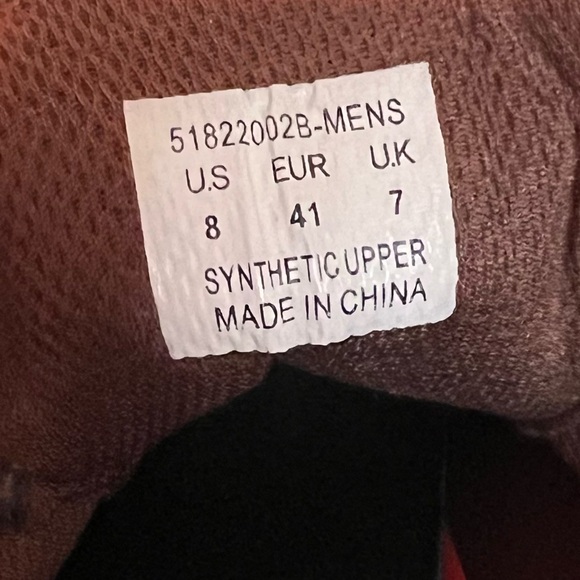 51822002B-MENS
U.S EUR U.K
8 41 7
SYNTHETIC UPPER
MADE IN CHINA